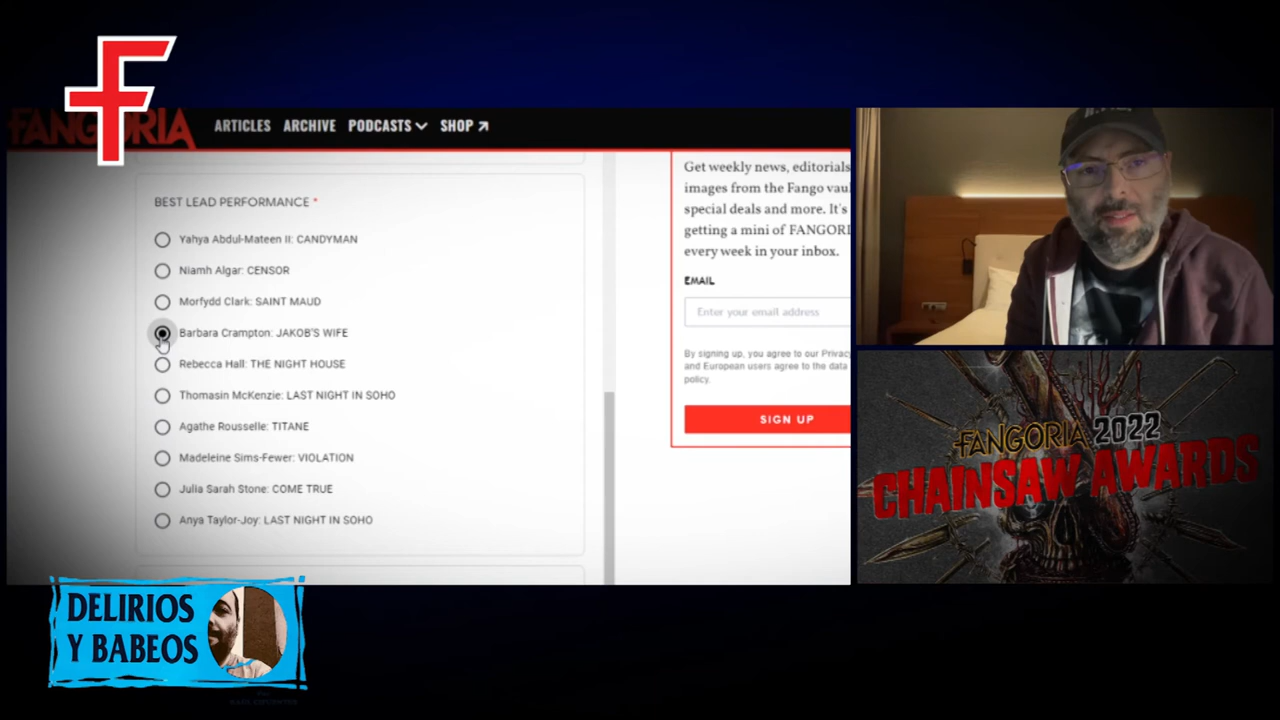 FANGORIA
ARTICLES ARCHIVE PODCASTS SHOP
BEST LEAD PERFORMANCE *
Yahya Abdul-Mateen II: CANDYMAN
Niamh Algar: CENSOR
Morfydd Clark: SAINT MAUD
Barbara Crampton: JAKOB'S WIFE
Rebecca Hall: THE NIGHT HOUSE
Thomasin McKenzie: LAST NIGHT IN SOHO
Agathe Rousselle: TITANE
Madeleine Sims-Fewer: VIOLATION
Julia Sarah Stone: COME TRUE
Anya Taylor-Joy: LAST NIGHT IN SOHO
Get weekly news, editorials
images from the Fango vau
special deals and more. It's
getting a mini of FANGORI
every week in your inbox.
EMAIL
Enter your email address
By signing up, you agree to our Privacy
and European users agree to the data
policy.
SIGN UP
FANGORIA 2022
CHAINSAW AWARDS
DELIRIOS
Y BABEOS